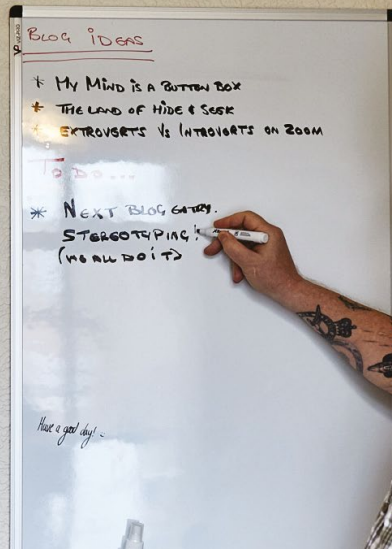 BLOG IDEAS
* MY MIND IS A BUTTON BOX
* THE LAND OF HIDE & SEEK
* EXTROVERTS Vs INTROVERTS ON ZOOM
TO DO...
* NEXT BLOG ENTRY.
STEREOTYPING!
(WE ALL DO IT)
Have a good day!